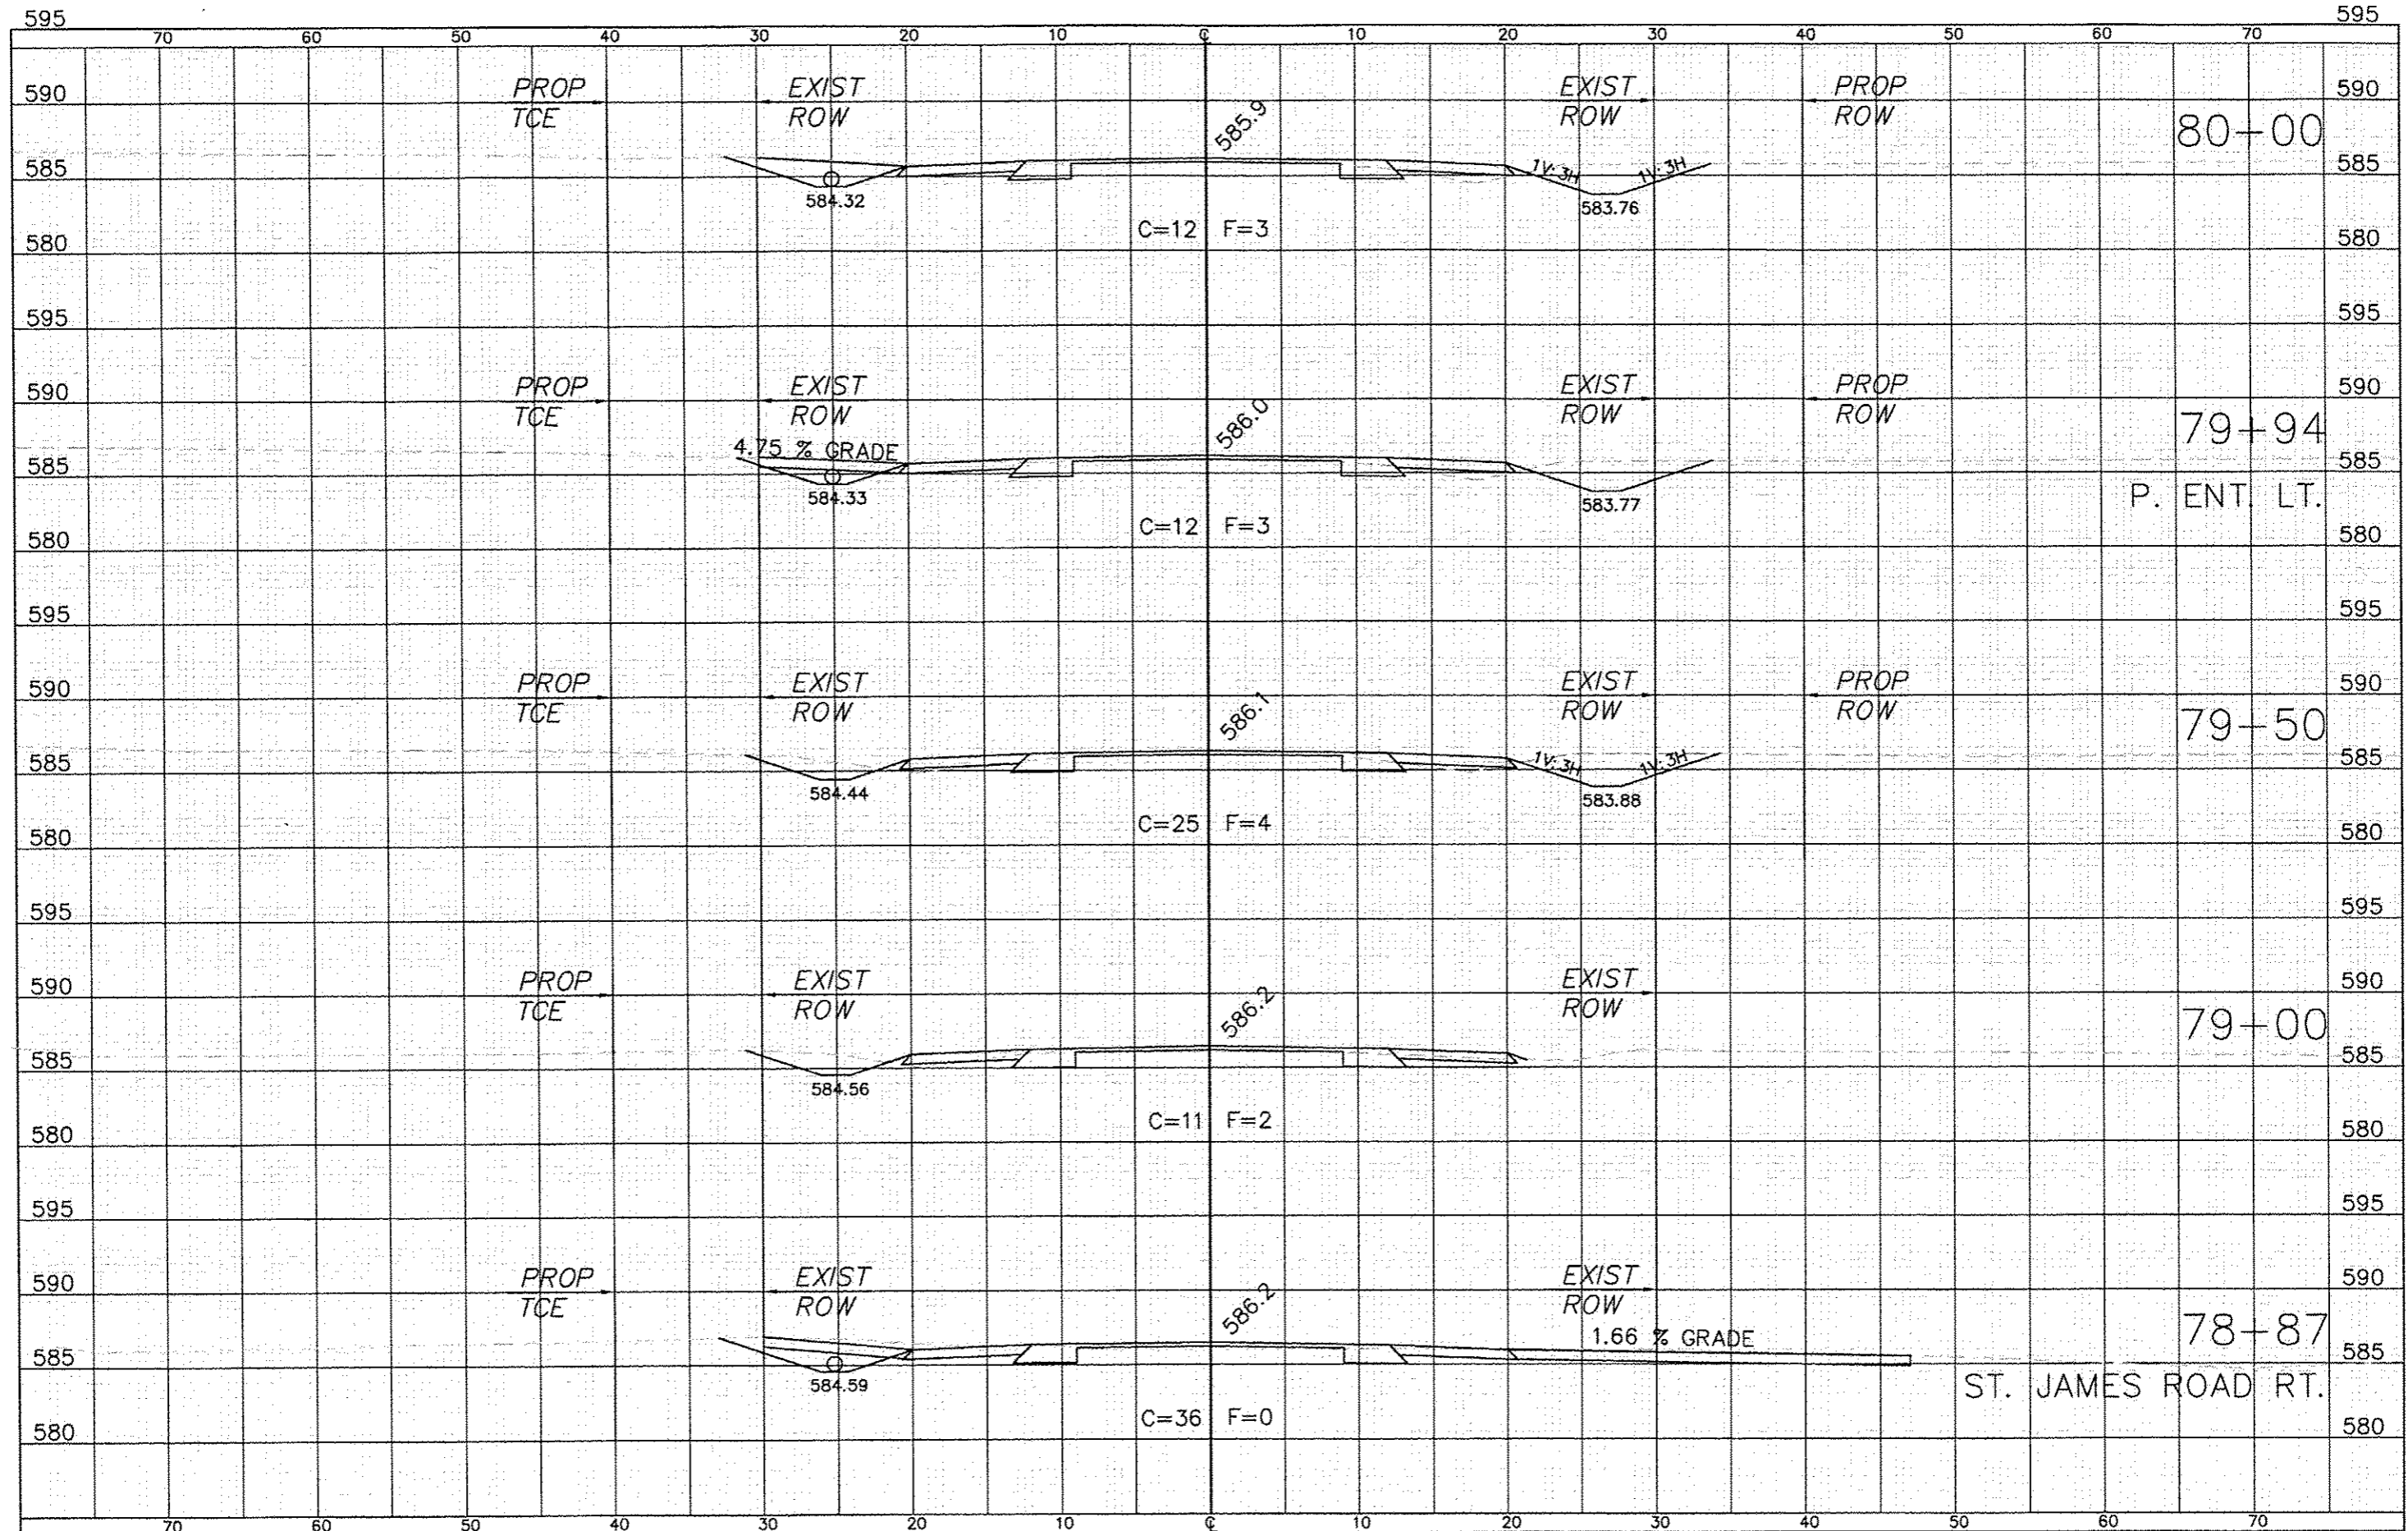 595 595
70 60 50 40 30 20 10 ℄ 10 20 30 40 50 60 70
590 PROP EXIST EXIST PROP 590
TCE ROW 585.9 ROW ROW 80+00
585 1V:3H 1V:3H 585
584.32 583.76
C=12 F=3
580 580
595 595
590 PROP EXIST EXIST PROP 590
TCE ROW 586.0 ROW ROW 79+94
4.75 % GRADE
585 585
584.33 583.77 P. ENT. LT.
C=12 F=3
580 580
595 595
590 PROP EXIST EXIST PROP 590
TCE ROW 586.1 ROW ROW 79+50
585 1V:3H 1V:3H 585
584.44 583.88
C=25 F=4
580 580
595 595
590 PROP EXIST EXIST 590
TCE ROW 586.2 ROW 79+00
585 585
584.56
C=11 F=2
580 580
595 595
590 PROP EXIST EXIST 590
TCE ROW 586.2 ROW 78+87
1.66 % GRADE
585 585
584.59 ST. JAMES ROAD RT.
C=36 F=0
580 580
70 60 50 40 30 20 10 ℄ 10 20 30 40 50 60 70